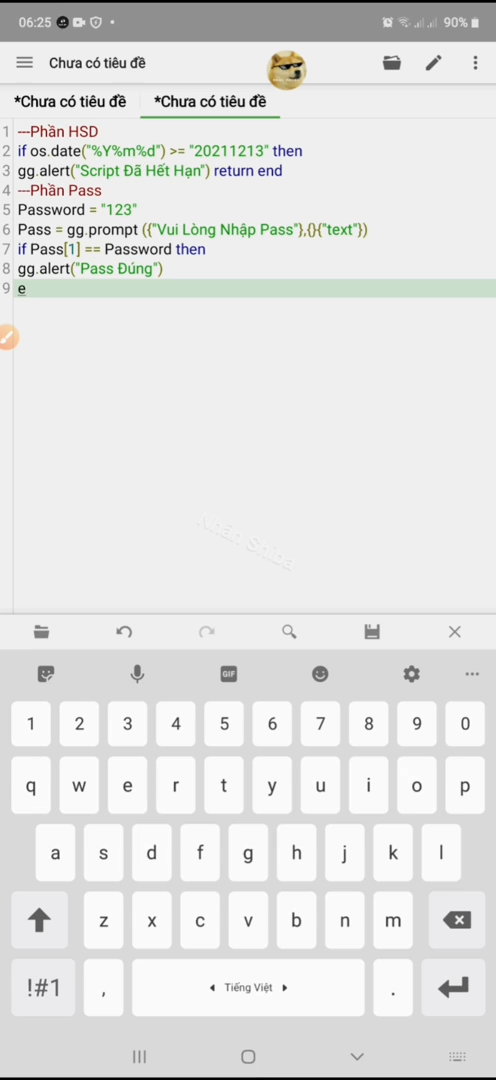 06:25
90%
Chưa có tiêu đề
*Chưa có tiêu đề *Chưa có tiêu đề
1 ---Phần HSD
2 if os.date("%Y%m%d") >= "20211213" then
3 gg.alert("Script Đã Hết Hạn") return end
4 ---Phần Pass
5 Password = "123"
6 Pass = gg.prompt ({"Vui Lòng Nhập Pass"},{}{"text"})
7 if Pass[1] == Password then
8 gg.alert("Pass Đúng")
9 e
Nhân Shiba
GIF
1 2 3 4 5 6 7 8 9 0
q w e r t y u i o p
a s d f g h j k l
z x c v b n m
!#1 , Tiếng Việt .